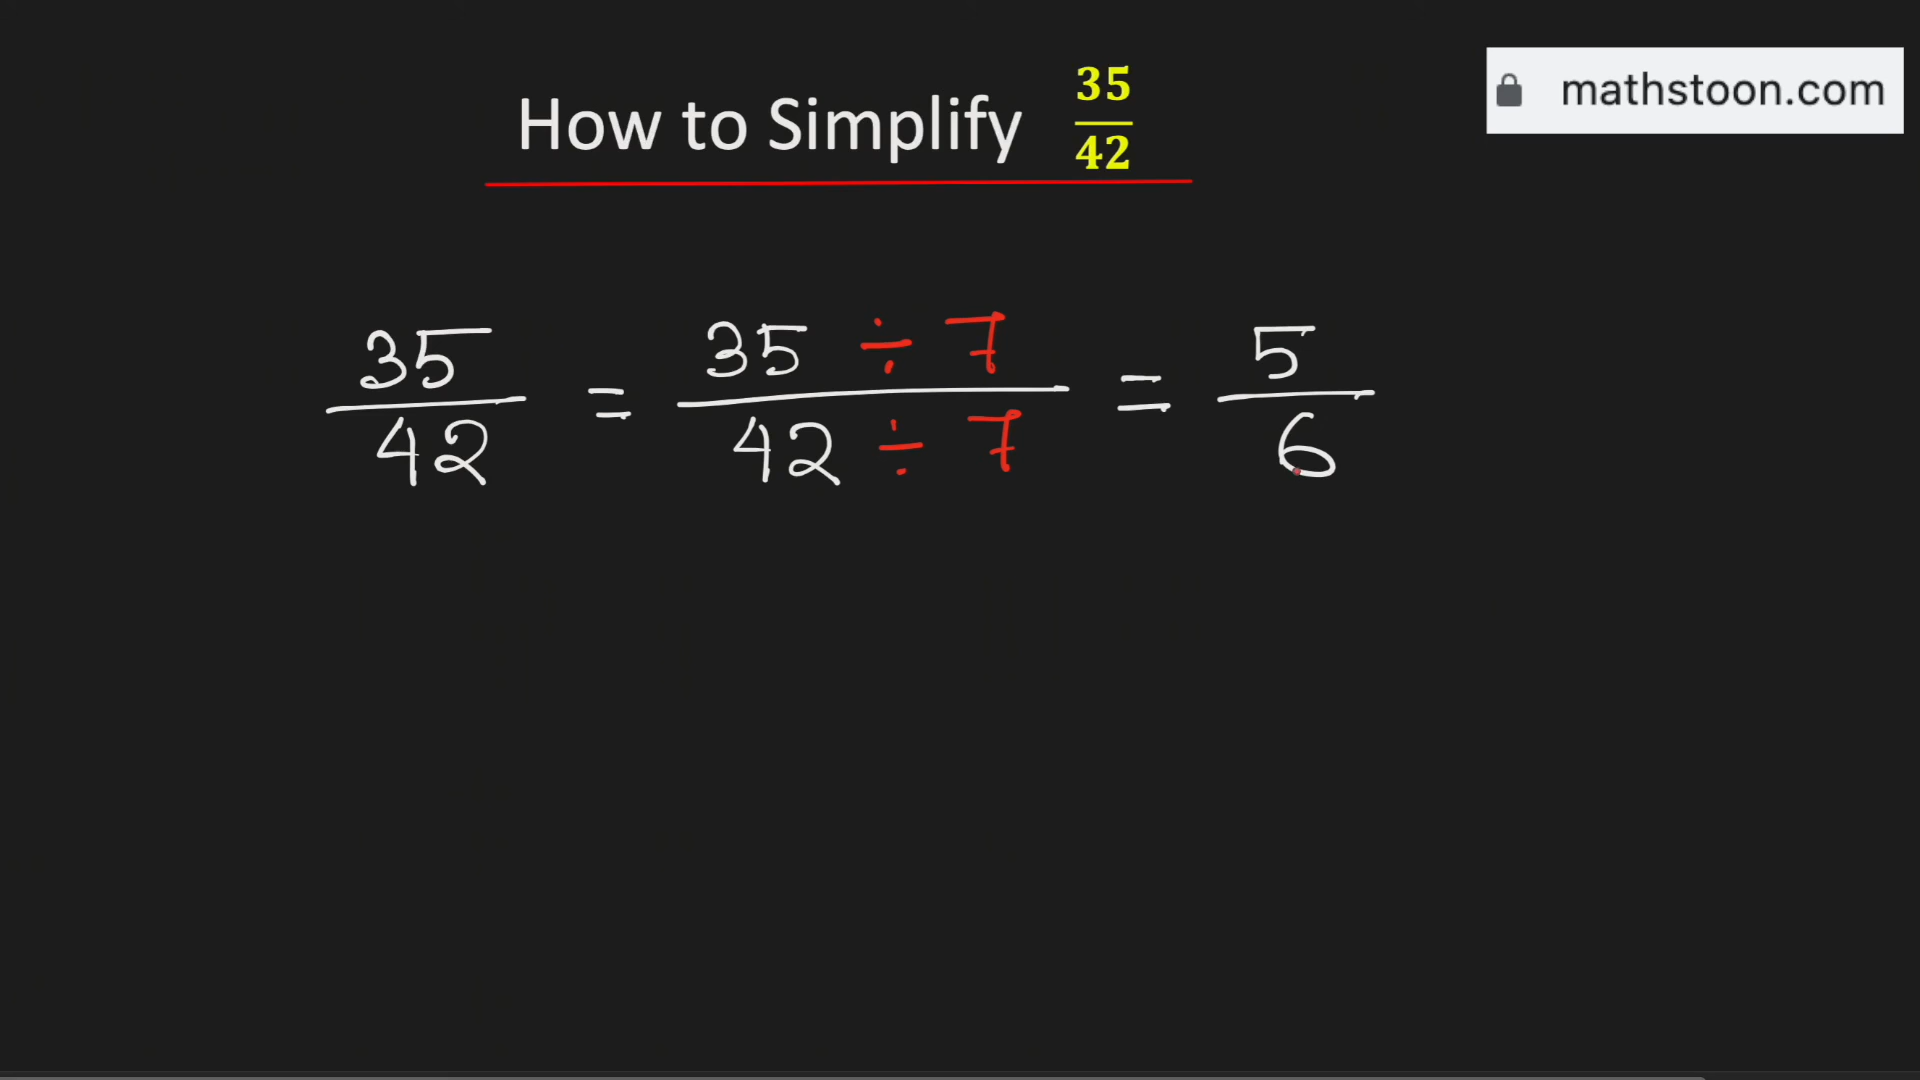 How to Simplify 35/42
mathstoon.com
35/42 = 35 ÷ 7/42 ÷ 7 = 5/6